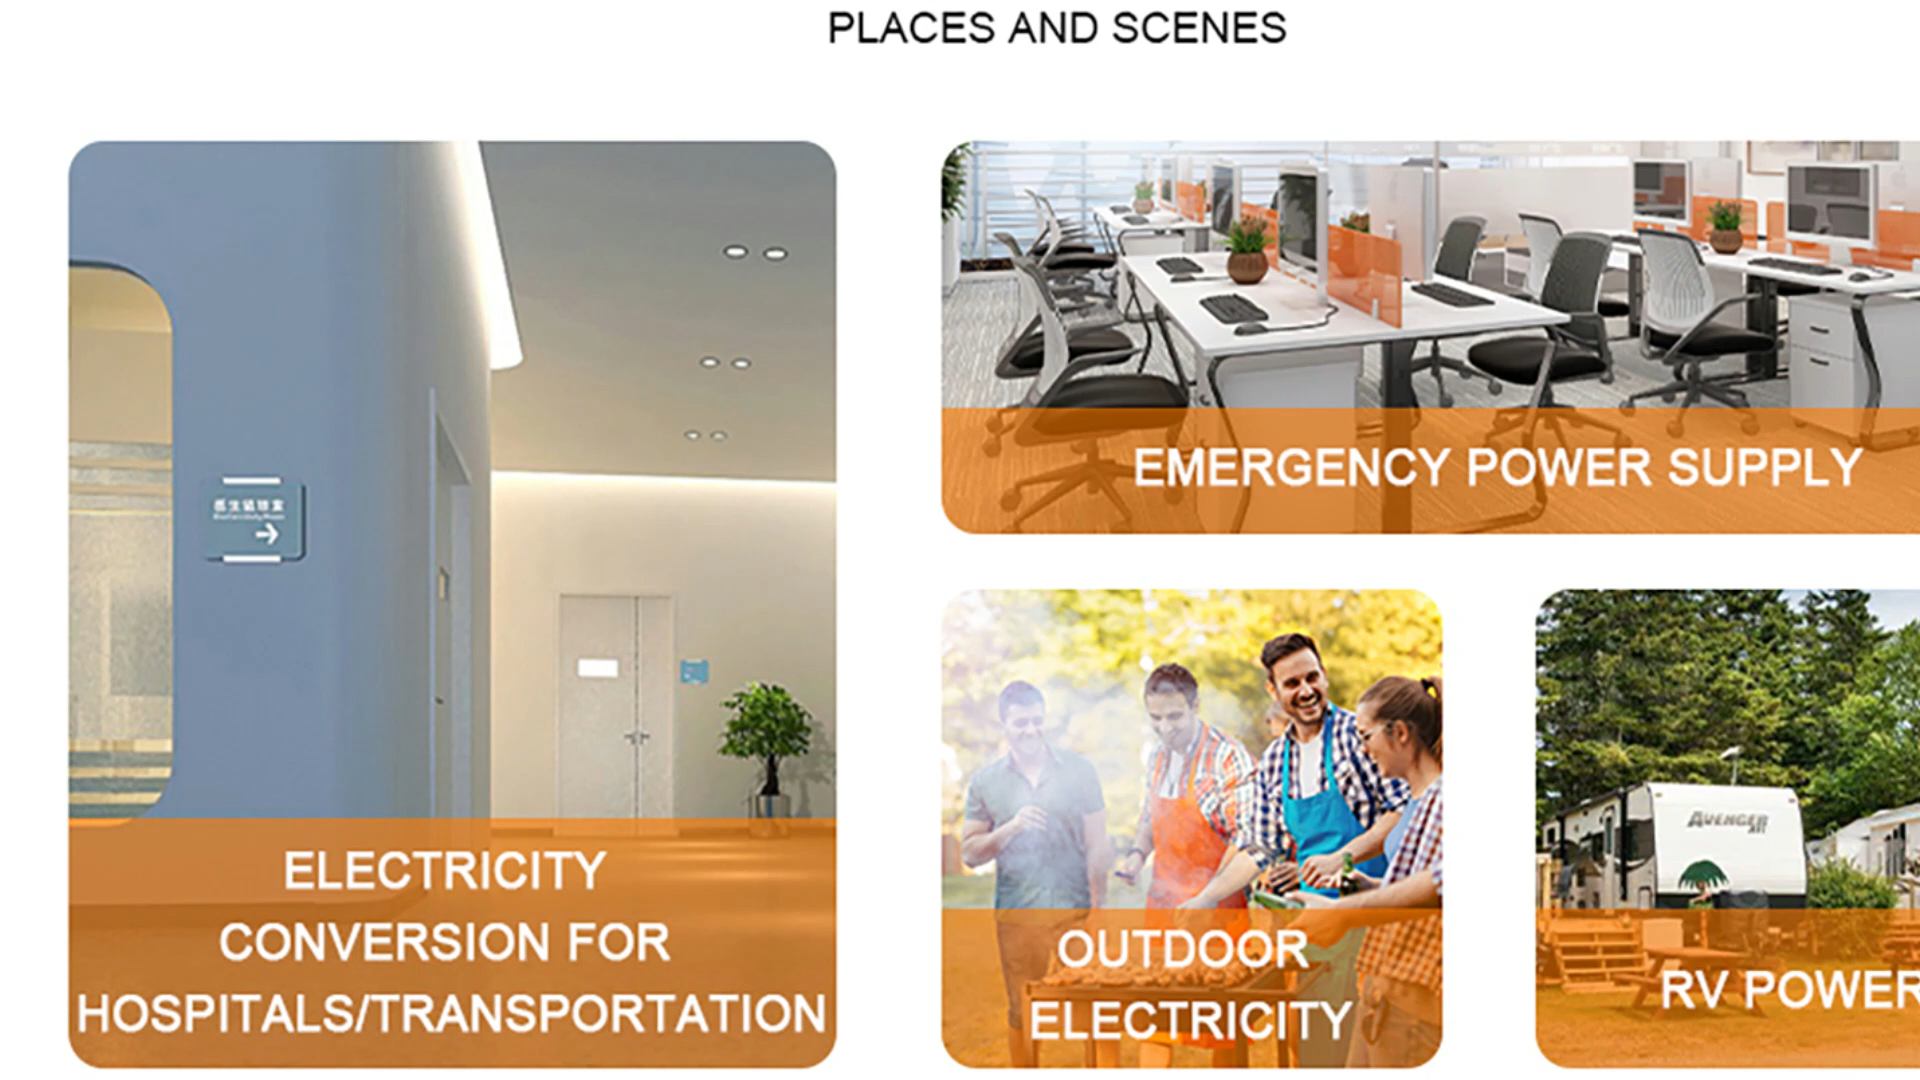 PLACES AND SCENES
EMERGENCY POWER SUPPLY
AVENGER
ELECTRICITY
CONVERSION FOR
HOSPITALS/TRANSPORTATION
OUTDOOR
ELECTRICITY
RV POWER